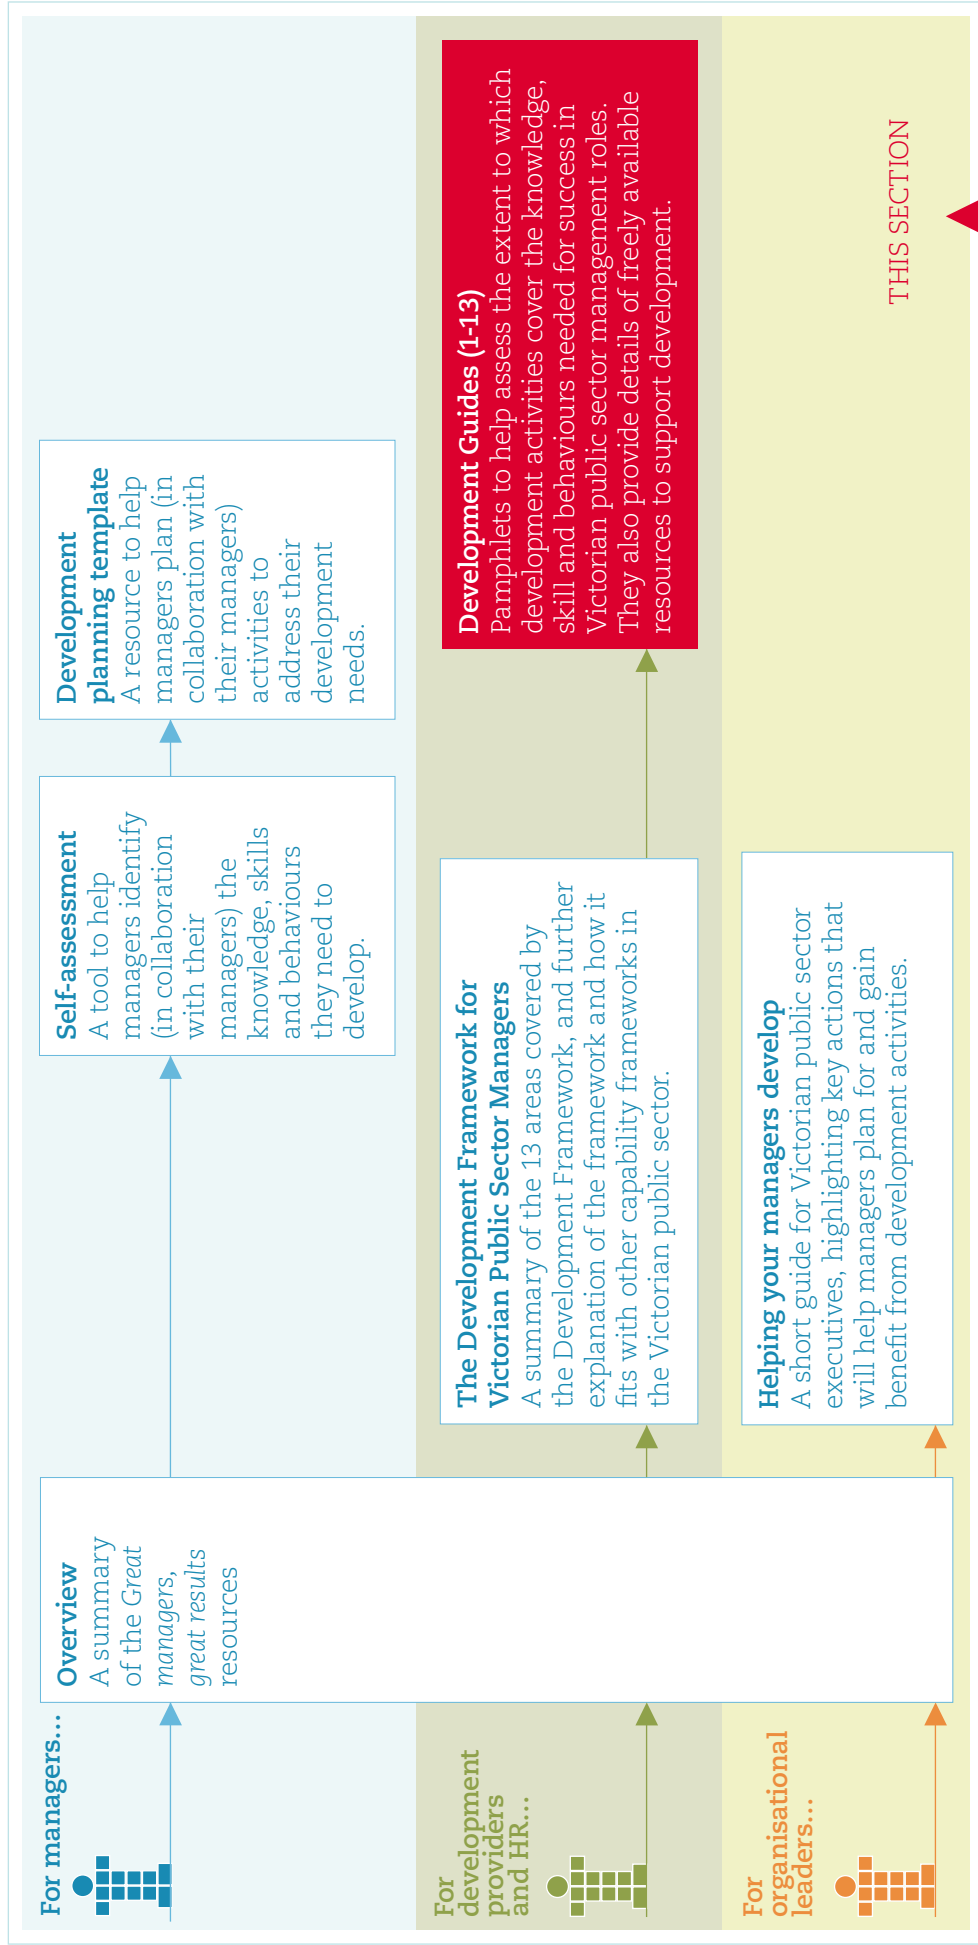 For managers…
Overview
A summary
of the Great
managers,
great results
resources
Self-assessment
A tool to help
managers identify
(in collaboration
with their
managers) the
knowledge, skills
and behaviours
they need to
develop.
Development
planning template
A resource to help
managers plan (in
collaboration with
their managers)
activities to
address their
development
needs.
For
development
providers
and HR…
The Development Framework for
Victorian Public Sector Managers
A summary of the 13 areas covered by
the Development Framework, and further
explanation of the framework and how it
fits with other capability frameworks in
the Victorian public sector.
Development Guides (1-13)
Pamphlets to help assess the extent to which
development activities cover the knowledge,
skill and behaviours needed for success in
Victorian public sector management roles.
They also provide details of freely available
resources to support development.
For
organisational
leaders…
Helping your managers develop
A short guide for Victorian public sector
executives, highlighting key actions that
will help managers plan for and gain
benefit from development activities.
THIS SECTION